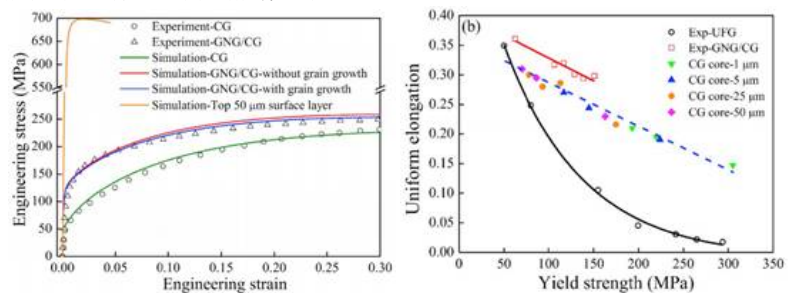 700
600
500
250
200
150
100
50
0
Engineering stress (MPa)
Experiment-CG
Experiment-GNG/CG
Simulation-CG
Simulation-GNG/CG-without grain growth
Simulation-GNG/CG-with grain growth
Simulation-Top 50 μm surface layer
0.00 0.05 0.10 0.15 0.20 0.25 0.30
Engineering strain
(b)
0.40
0.35
0.30
0.25
0.20
0.15
0.10
0.05
0.00
Uniform elongation
Exp-UFG
Exp-GNG/CG
CG core-1 μm
CG core-5 μm
CG core-25 μm
CG core-50 μm
0 50 100 150 200 250 300 350
Yield strength (MPa)